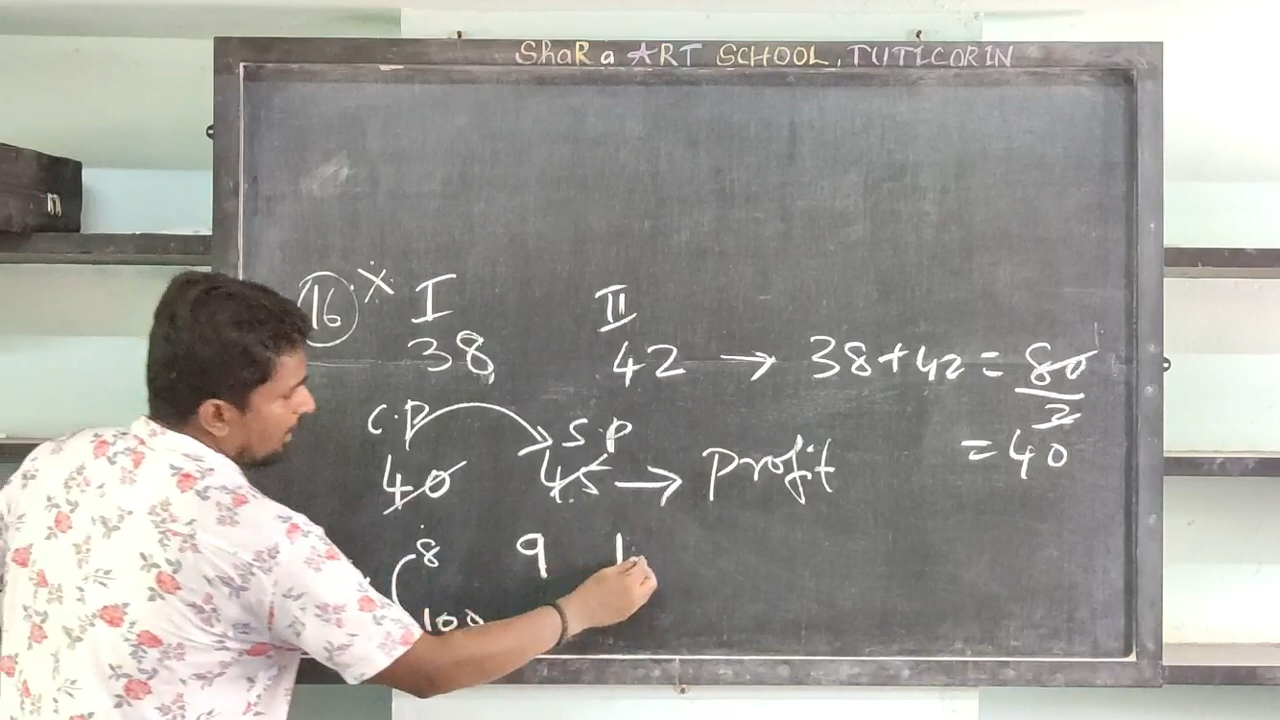 ShaRa ART SCHOOL, TUTICORIN
16 X I II
38 42 → 38+42 = 80/2
= 40
C.P S.P
40 45 → Profit
8 9 1
100